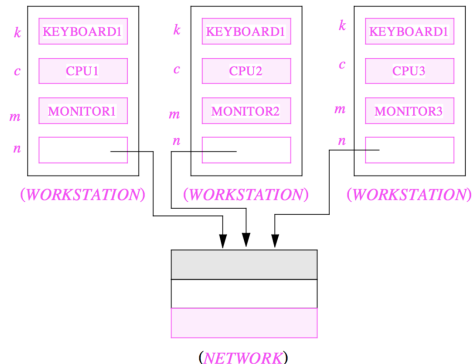 k KEYBOARD1 k KEYBOARD1 k KEYBOARD1
c CPU1 c CPU2 c CPU3
m MONITOR1 m MONITOR2 m MONITOR3
n n n
(WORKSTATION) (WORKSTATION) (WORKSTATION)
(NETWORK)